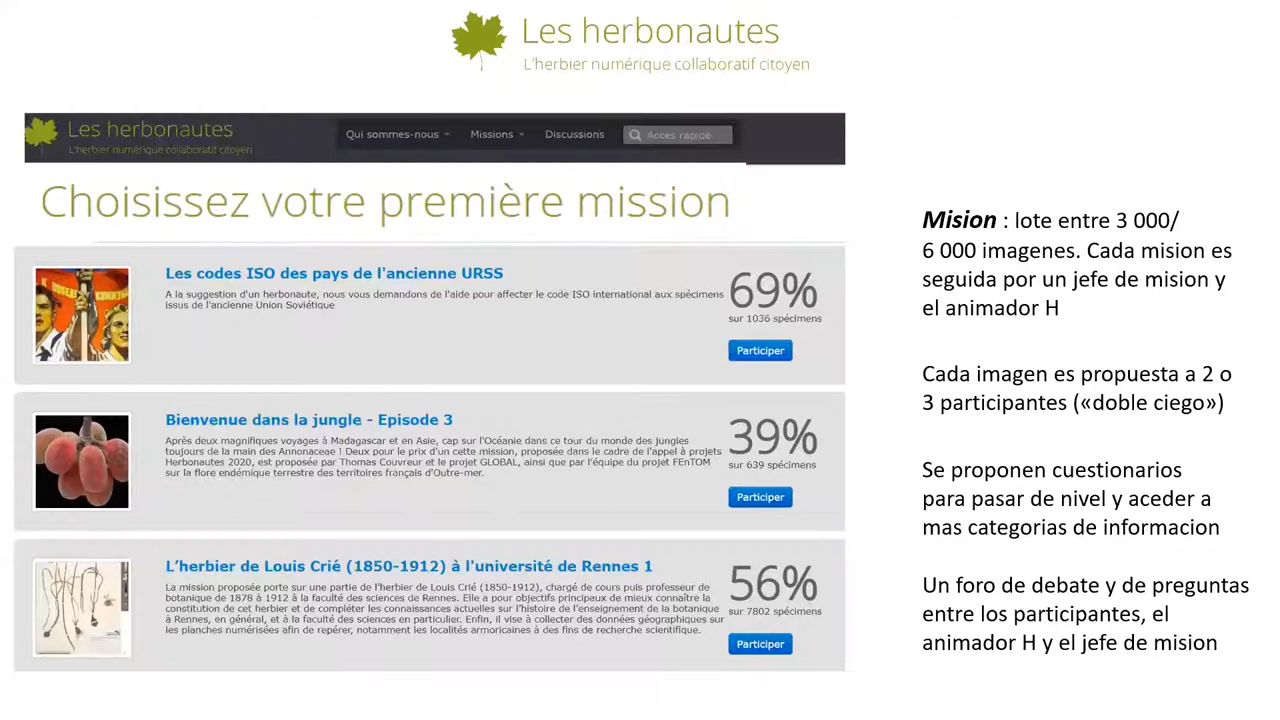 Les herbonautes
L'herbier numérique collaboratif citoyen
Les herbonautes
L'herbier numérique collaboratif citoyen
Qui sommes-nous Missions Discussions Accès rapide
Choisissez votre première mission
Les codes ISO des pays de l'ancienne URSS
A la suggestion d'un herbonaute, nous vous demandons de l'aide pour affecter le code ISO international aux spécimens
issus de l'ancienne Union Soviétique
69%
sur 1036 spécimens
Participer
Bienvenue dans la jungle - Episode 3
Après deux magnifiques voyages à Madagascar et en Asie, cap sur l'Océanie dans ce tour du monde des jungles
toujours de la main des Annonaceae ! Deux pour le prix d'un cette mission, proposée dans le cadre de l'appel à projets
Herbonautes 2020, est proposée par Thomas Couvreur et le projet GLOBAL, ainsi que par l'équipe du projet FEnTOM
sur la flore endémique terrestre des territoires français d'Outre-mer.
39%
sur 639 spécimens
Participer
L'herbier de Louis Crié (1850-1912) à l'université de Rennes 1
La mission proposée porte sur une partie de l'herbier de Louis Crié (1850-1912), chargé de cours puis professeur de
botanique de 1878 à 1912 à la faculté des sciences de Rennes. Elle a pour objectifs principaux de mieux connaître la
constitution de cet herbier et de compléter les connaissances actuelles sur l'histoire de l'enseignement de la botanique
à Rennes, en général, et à la faculté des sciences en particulier. Enfin, il vise à collecter des données géographiques sur
les planches numérisées afin de repérer, notamment les localités armoricaines à des fins de recherche scientifique.
56%
sur 7802 spécimens
Participer
Mision : lote entre 3 000/
6 000 imagenes. Cada mision es
seguida por un jefe de mision y
el animador H
Cada imagen es propuesta a 2 o
3 participantes («doble ciego»)
Se proponen cuestionarios
para pasar de nivel y aceder a
mas categorias de informacion
Un foro de debate y de preguntas
entre los participantes, el
animador H y el jefe de mision